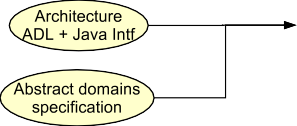 Architecture
ADL + Java Intf
Abstract domains
specification